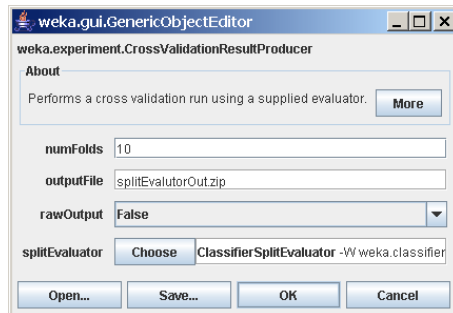 weka.gui.GenericObjectEditor
weka.experiment.CrossValidationResultProducer
About
Performs a cross validation run using a supplied evaluator.
More
numFolds 10
outputFile splitEvalutorOut.zip
rawOutput False
splitEvaluator Choose ClassifierSplitEvaluator -W weka.classifier
Open... Save... OK Cancel